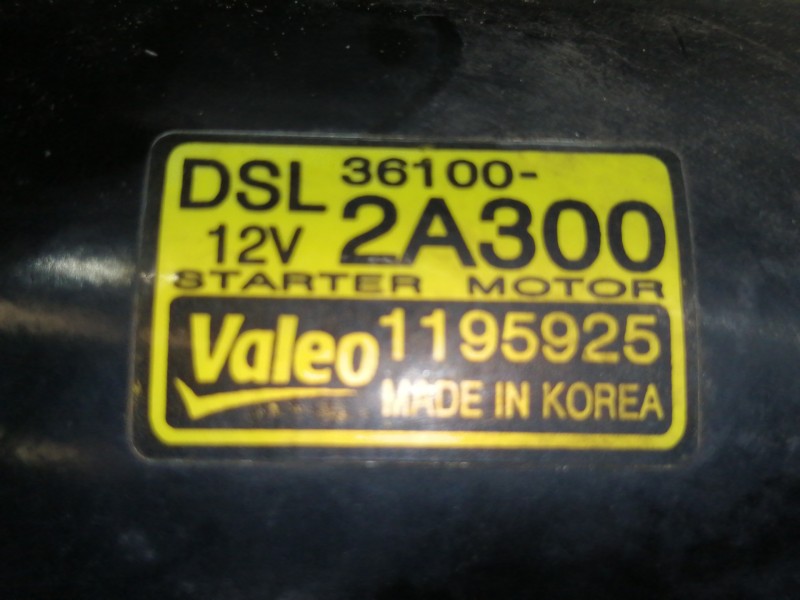 DSL 36100-
12V 2A300
STARTER MOTOR
Valeo 1195925
MADE IN KOREA